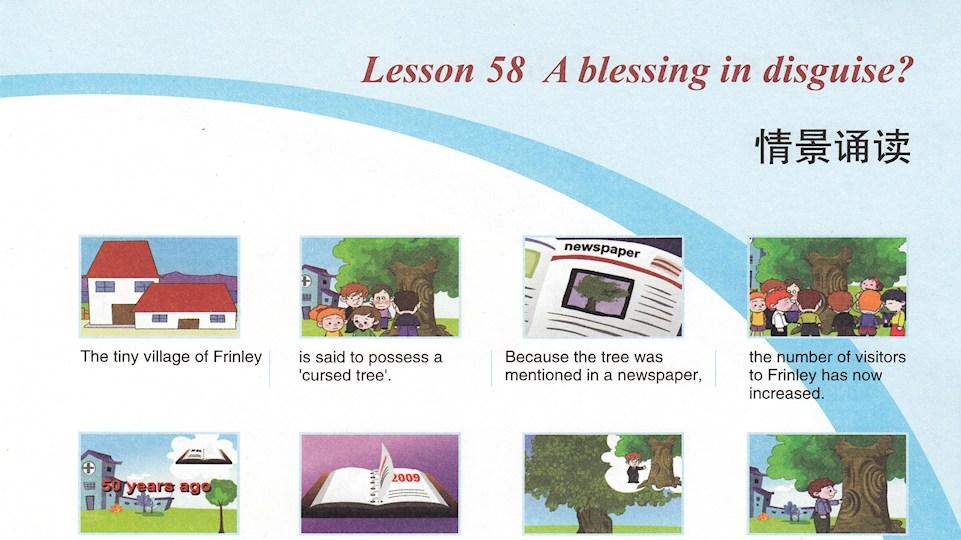 Lesson 58 A blessing in disguise?
情景诵读
newspaper
The tiny village of Frinley
is said to possess a
'cursed tree'.
Because the tree was
mentioned in a newspaper,
the number of visitors
to Frinley has now
increased.
50 years ago
2009